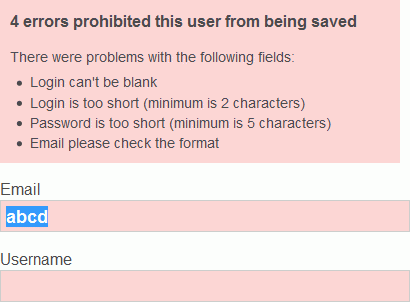 4 errors prohibited this user from being saved
There were problems with the following fields:
Login can't be blank
Login is too short (minimum is 2 characters)
Password is too short (minimum is 5 characters)
Email please check the format
Email
abcd
Username